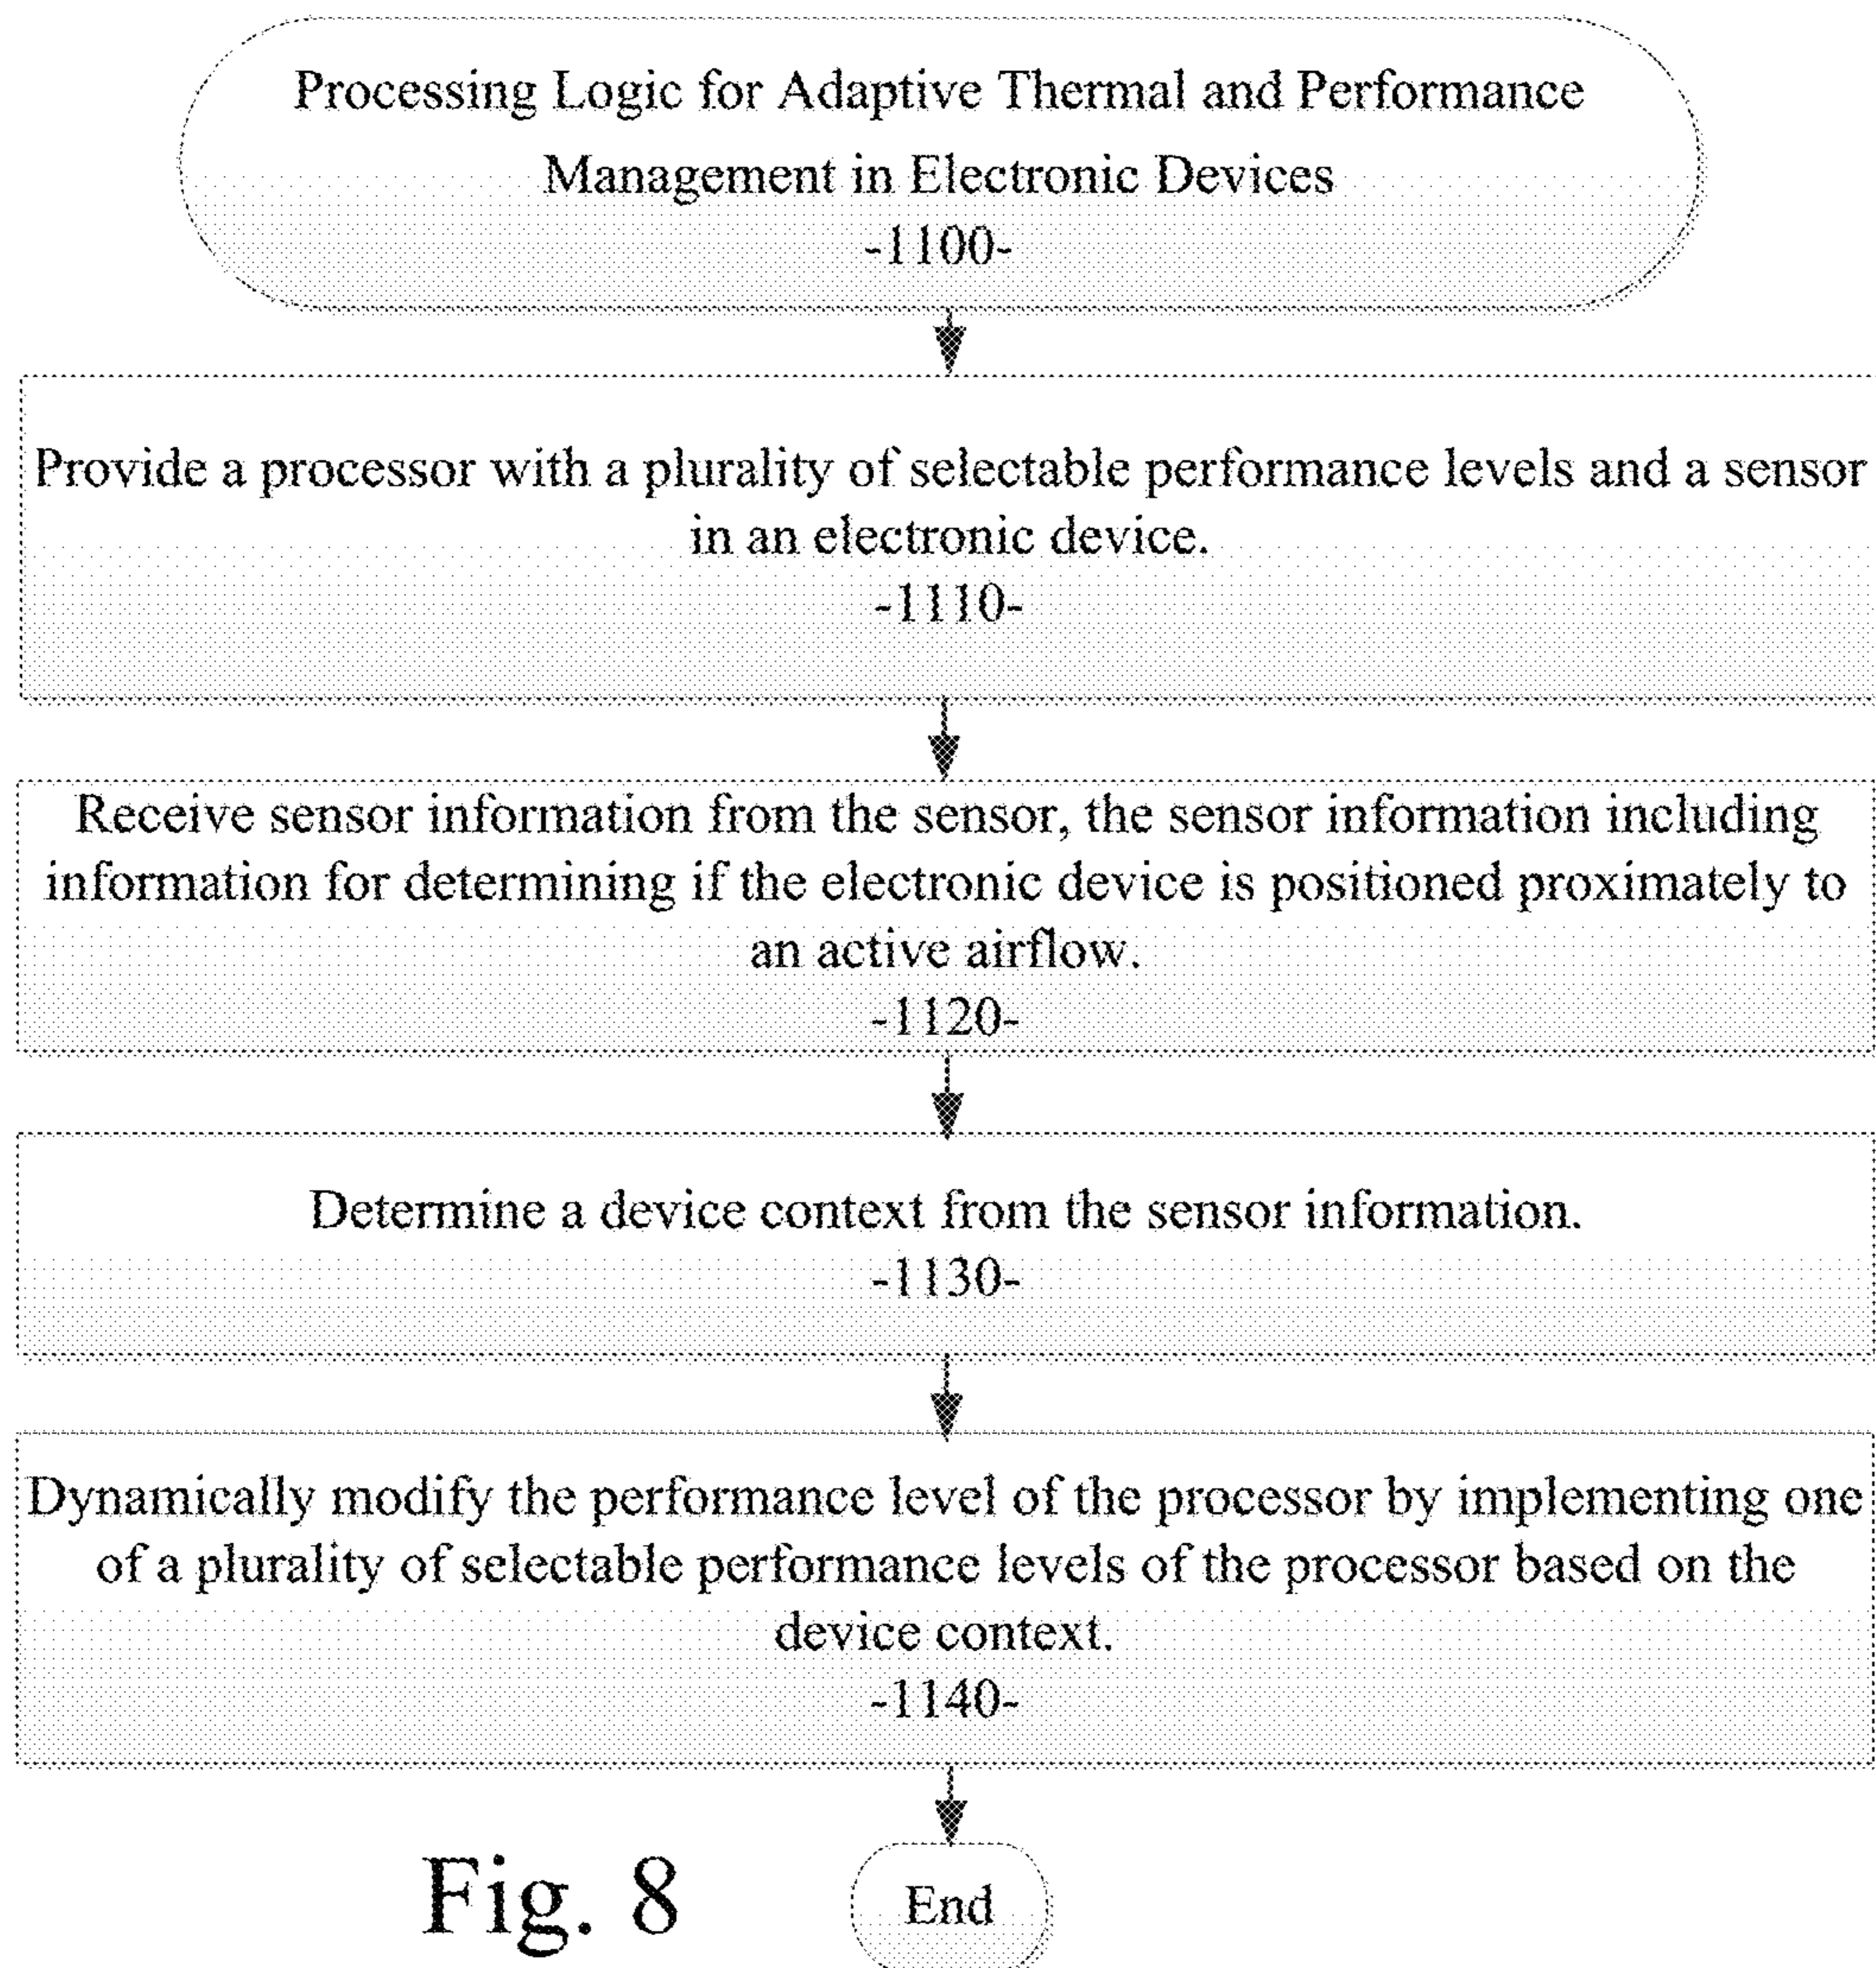 Processing Logic for Adaptive Thermal and Performance
Management in Electronic Devices
-1100-
Provide a processor with a plurality of selectable performance levels and a sensor
in an electronic device.
-1110-
Receive sensor information from the sensor, the sensor information including
information for determining if the electronic device is positioned proximately to
an active airflow.
-1120-
Determine a device context from the sensor information.
-1130-
Dynamically modify the performance level of the processor by implementing one
of a plurality of selectable performance levels of the processor based on the
device context.
-1140-
Fig. 8
End